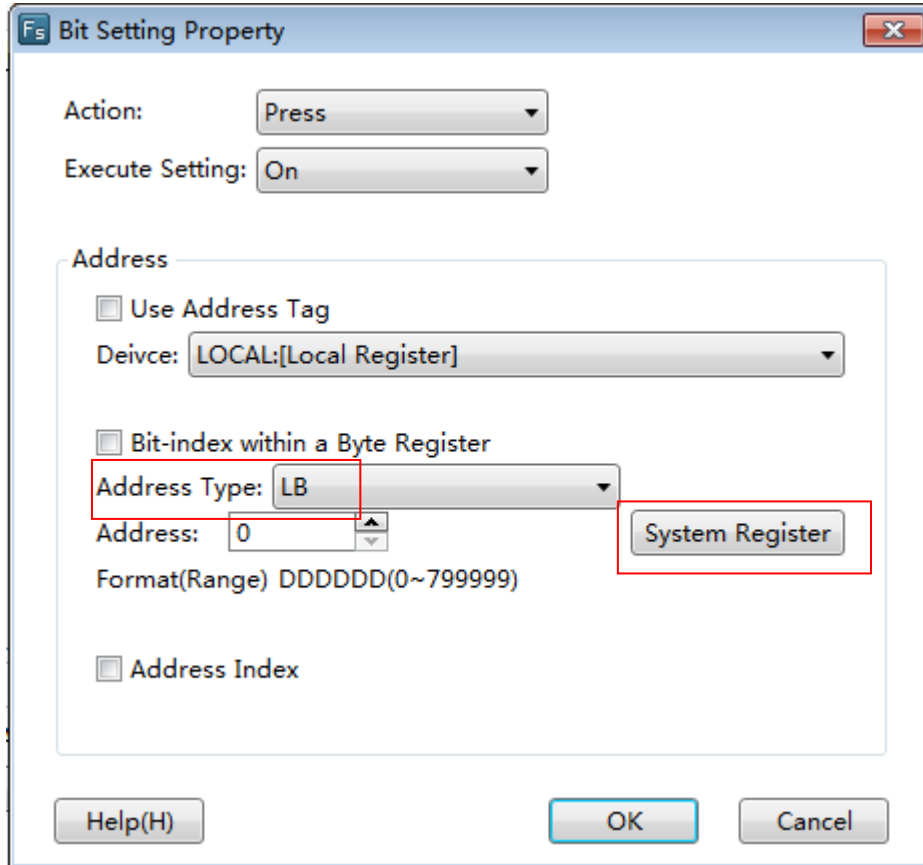 Fs Bit Setting Property
Action: Press
Execute Setting: On
Address
Use Address Tag
Deivce: LOCAL:[Local Register]
Bit-index within a Byte Register
Address Type: LB
Address: 0
System Register
Format(Range) DDDDDD(0~799999)
Address Index
Help(H) OK Cancel